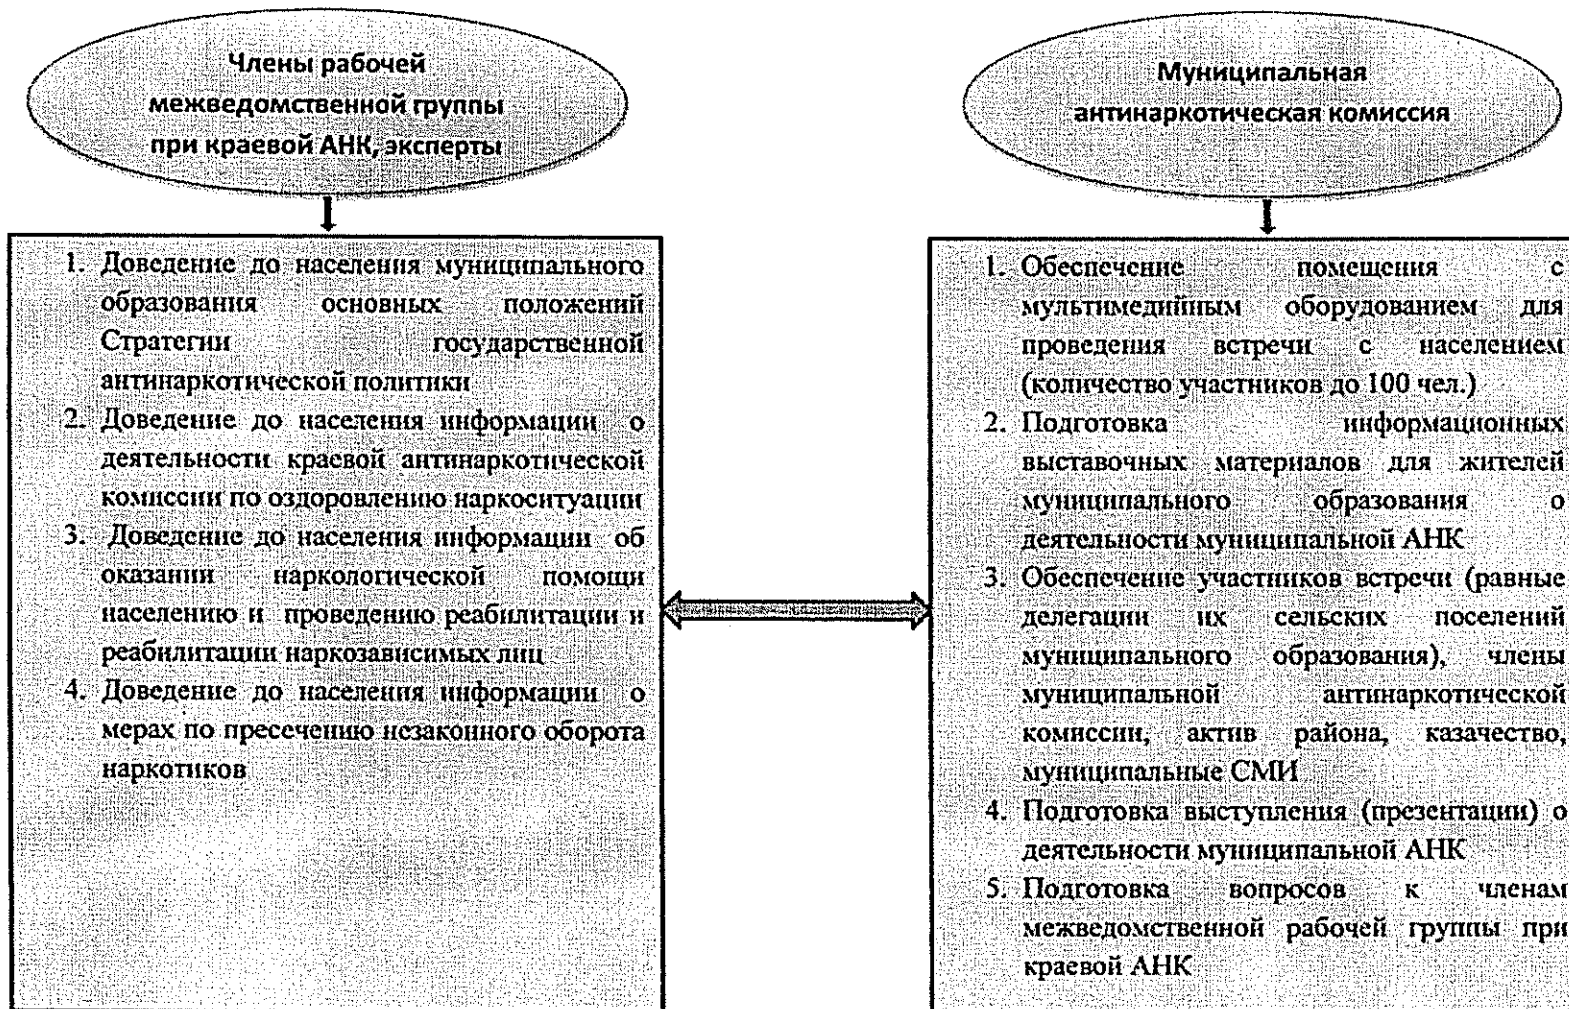 Члены рабочей
межведомственной группы
при краевой АНК, эксперты
1. Доведение до населения муниципального
образования основных положений
Стратегии государственной
антинаркотической политики
2. Доведение до населения информации о
деятельности краевой антинаркотической
комиссии по оздоровлению наркоситуации
3. Доведение до населения информации об
оказании наркологической помощи
населению и проведению реабилитации и
реабилитации наркозависимых лиц
4. Доведение до населения информации о
мерах по пресечению незаконного оборота
наркотиков
Муниципальная
антинаркотическая комиссия
1. Обеспечение помещения с
мультимедийным оборудованием для
проведения встречи с населением
(количество участников до 100 чел.)
2. Подготовка информационных
выставочных материалов для жителей
муниципального образования о
деятельности муниципальной АНК
3. Обеспечение участников встречи (равные
делегации их сельских поселений
муниципального образования), члены
муниципальной антинаркотической
комиссии, актив района, казачество,
муниципальные СМИ
4. Подготовка выступления (презентации) о
деятельности муниципальной АНК
5. Подготовка вопросов к членам
межведомственной рабочей группы при
краевой АНК